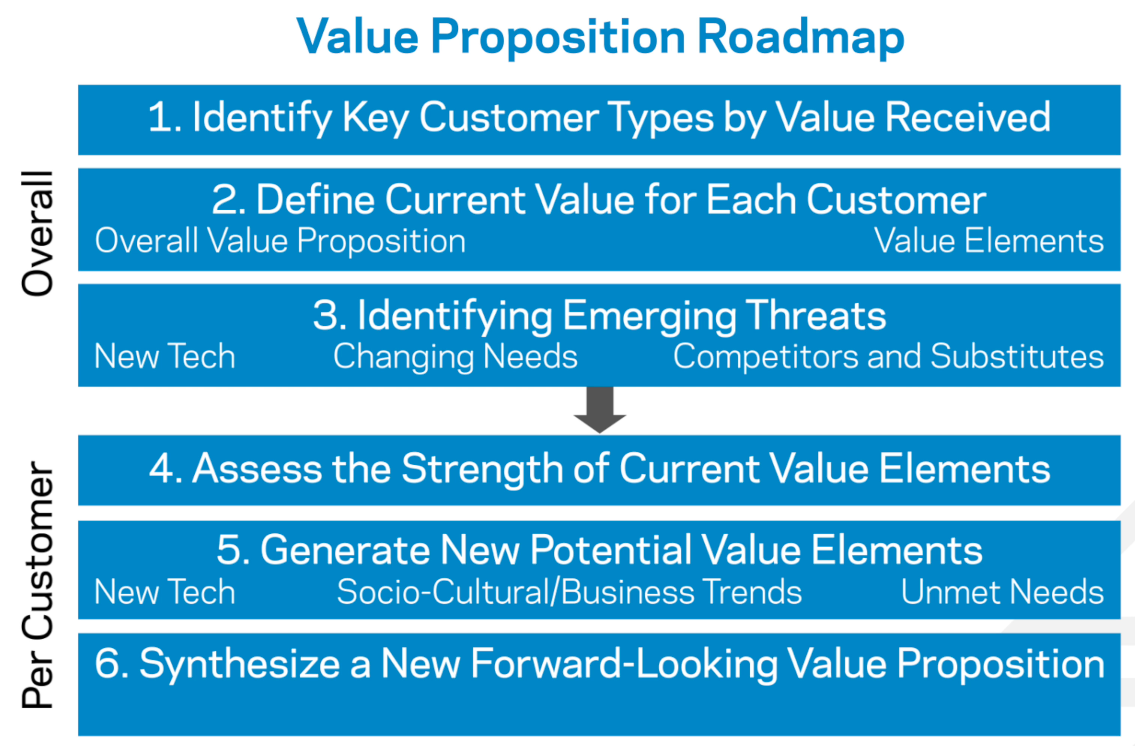 Value Proposition Roadmap
Overall
1. Identify Key Customer Types by Value Received
2. Define Current Value for Each Customer
Overall Value Proposition Value Elements
3. Identifying Emerging Threats
New Tech Changing Needs Competitors and Substitutes
Per Customer
4. Assess the Strength of Current Value Elements
5. Generate New Potential Value Elements
New Tech Socio-Cultural/Business Trends Unmet Needs
6. Synthesize a New Forward-Looking Value Proposition